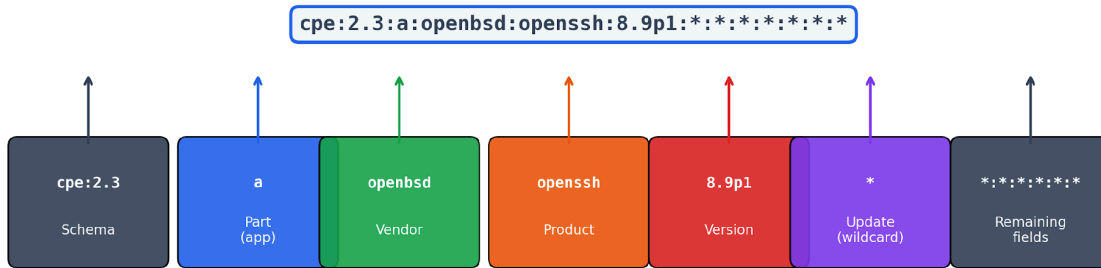 cpe:2.3:a:openbsd:openssh:8.9p1:*:*:*:*:*:*:*
cpe:2.3
Schema
a
Part
(app)
openbsd
Vendor
openssh
Product
8.9p1
Version
*
Update
(wildcard)
*:*:*:*:*:*
Remaining
fields